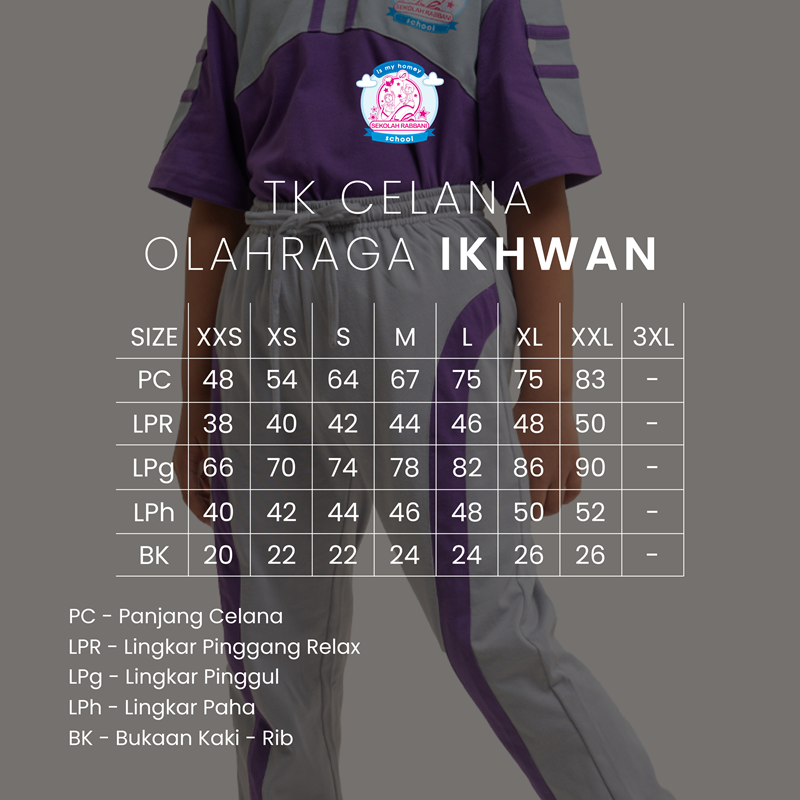 SEKOLAH RABBANI
school
is my homey
SEKOLAH RABBANI
school
TK CELANA
OLAHRAGA IKHWAN
SIZE XXS XS S M L XL XXL 3XL
PC 48 54 64 67 75 75 83 -
LPR 38 40 42 44 46 48 50 -
LPg 66 70 74 78 82 86 90 -
LPh 40 42 44 46 48 50 52 -
BK 20 22 22 24 24 26 26 -
PC - Panjang Celana
LPR - Lingkar Pinggang Relax
LPg - Lingkar Pinggul
LPh - Lingkar Paha
BK - Bukaan Kaki - Rib